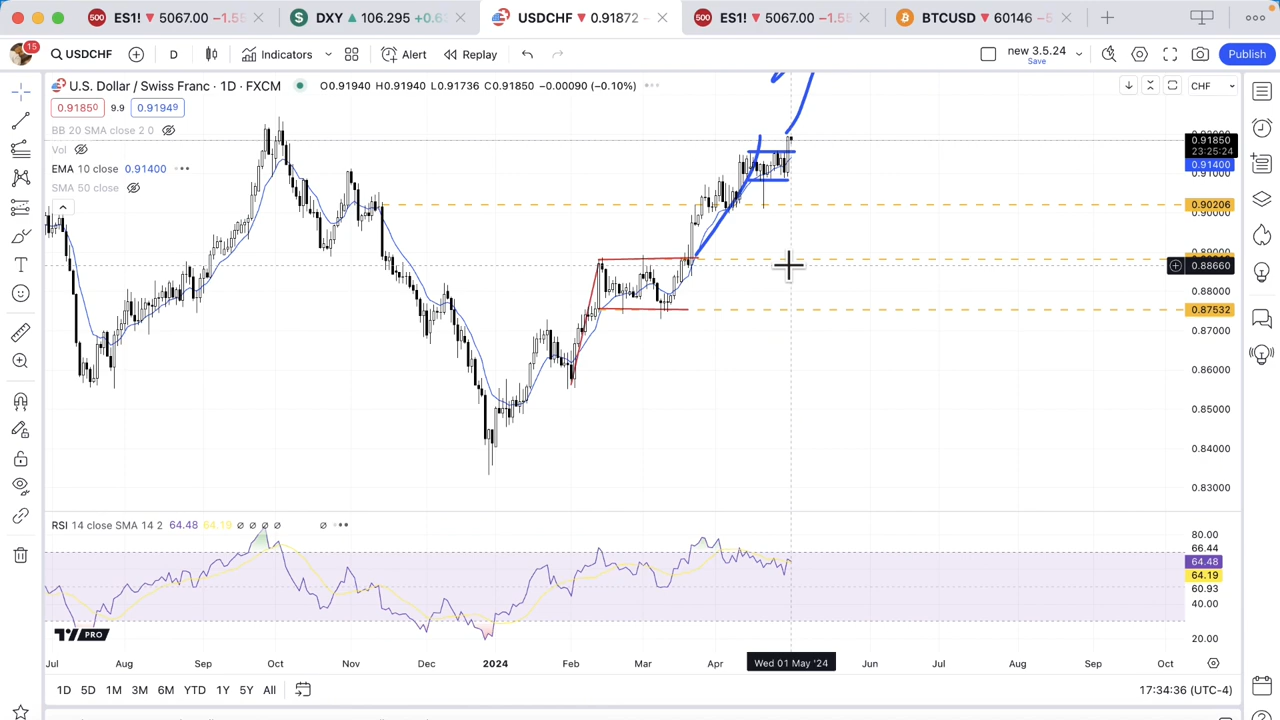 500 ES1! ▼ 5067.00 −1.55
S DXY ▲ 106.295 +0.63
USDCHF ▼ 0.91872 −
500 ES1! ▼ 5067.00 −1.5
BTCUSD ▼ 60146 −5
15 USDCHF D Indicators Alert Replay new 3.5.24 Save Publish
U.S. Dollar / Swiss Franc · 1D · FXCM O0.91940 H0.91940 L0.91736 C0.91850 −0.00090 (−0.10%) CHF
0.91850 9.9 0.91949
BB 20 SMA close 2 0
Vol
EMA 10 close 0.91400
SMA 50 close
0.91850
23:25:24
0.91400
0.91000
0.90206
0.90000
0.88660
0.88000
0.87532
0.87000
0.86000
0.85000
0.84000
0.83000
RSI 14 close SMA 14 2 64.48 64.19 ∅ ∅ ∅ ∅ ∅
80.00
66.44
64.48
64.19
60.93
40.00
20.00
PRO
Jul Aug Sep Oct Nov Dec 2024 Feb Mar Apr Wed 01 May '24 Jun Jul Aug Sep Oct
1D 5D 1M 3M 6M YTD 1Y 5Y All 17:34:36 (UTC-4)